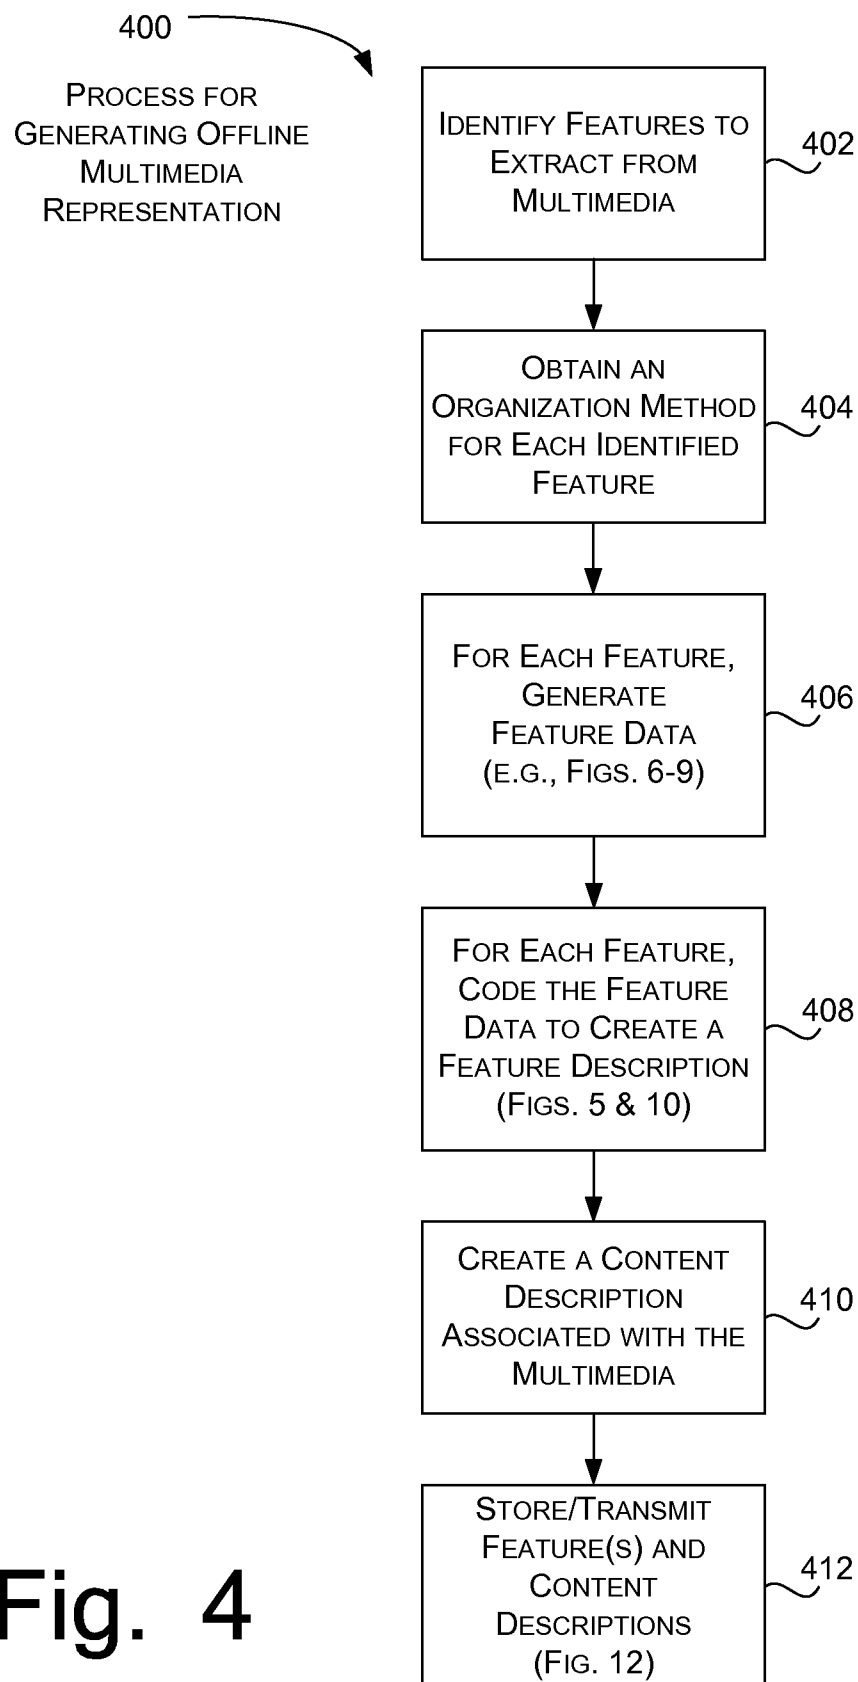 400
PROCESS FOR
GENERATING OFFLINE
MULTIMEDIA
REPRESENTATION
IDENTIFY FEATURES TO
EXTRACT FROM
MULTIMEDIA
402
OBTAIN AN
ORGANIZATION METHOD
FOR EACH IDENTIFIED
FEATURE
404
FOR EACH FEATURE,
GENERATE
FEATURE DATA
(E.G., FIGS. 6-9)
406
FOR EACH FEATURE,
CODE THE FEATURE
DATA TO CREATE A
FEATURE DESCRIPTION
(FIGS. 5 & 10)
408
CREATE A CONTENT
DESCRIPTION
ASSOCIATED WITH THE
MULTIMEDIA
410
STORE/TRANSMIT
FEATURE(S) AND
CONTENT
DESCRIPTIONS
(FIG. 12)
412
Fig. 4